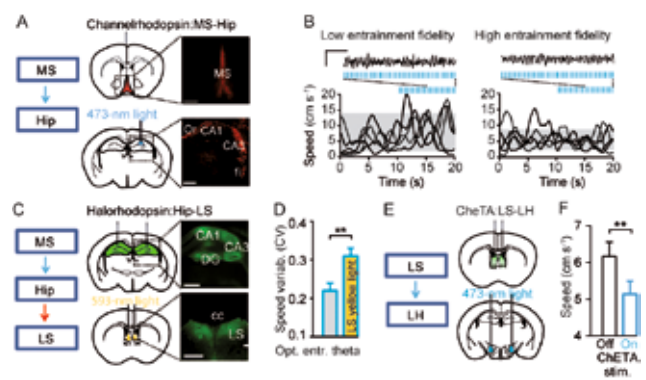 A
Channelrhodopsin:MS-Hip
MS
MS
Hip
473-nm light
Or
CA1
CA3
fi
B
Low entrainment fidelity
High entrainment fidelity
Speed (cm s⁻¹)
20
15
10
5
0
0 5 10 15 20
Time (s)
20
15
10
5
0
0 5 10 15 20
Time (s)
C
Halorhodopsin:Hip-LS
MS
Hip
LS
CA1
CA3
DG
593-nm light
cc
LS
D
Speed variab. (CV)
0.4
0.3
0.2
0.1
**
LS yellow light
Opt. entr. theta
E
CheTA:LS-LH
LS
LH
473-nm light
F
Speed (cm s⁻¹)
7
6
5
4
**
Off On
ChETA.
stim.